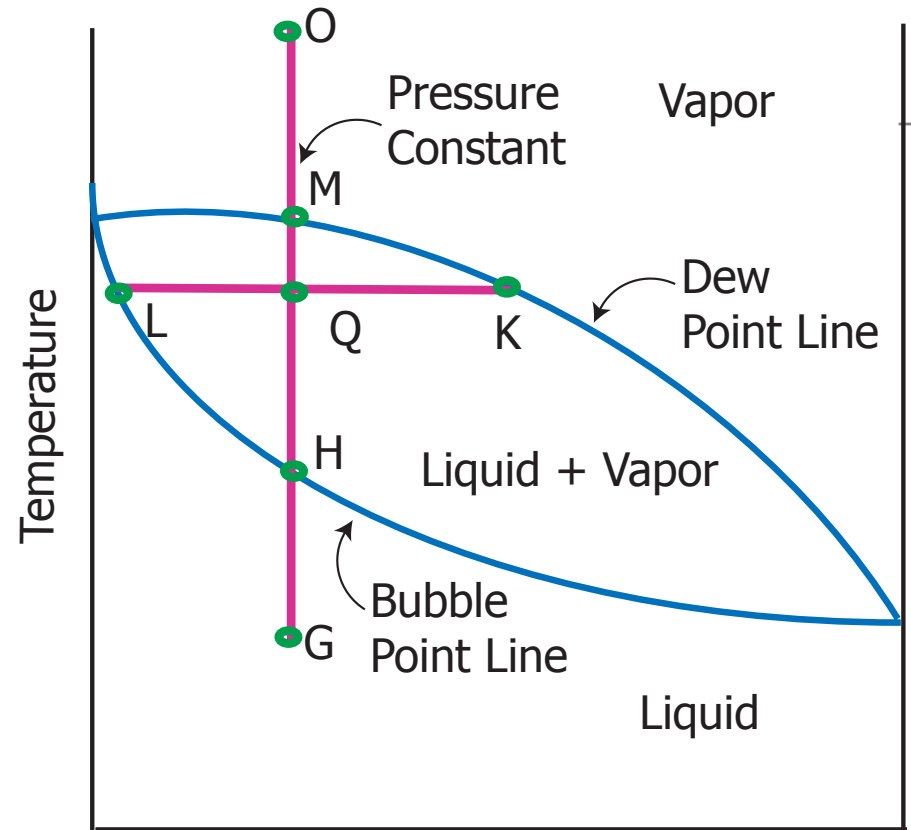 O
Pressure
Constant
Vapor
M
Dew
Point Line
L
Q
K
Temperature
H
Liquid + Vapor
Bubble
Point Line
G
Liquid